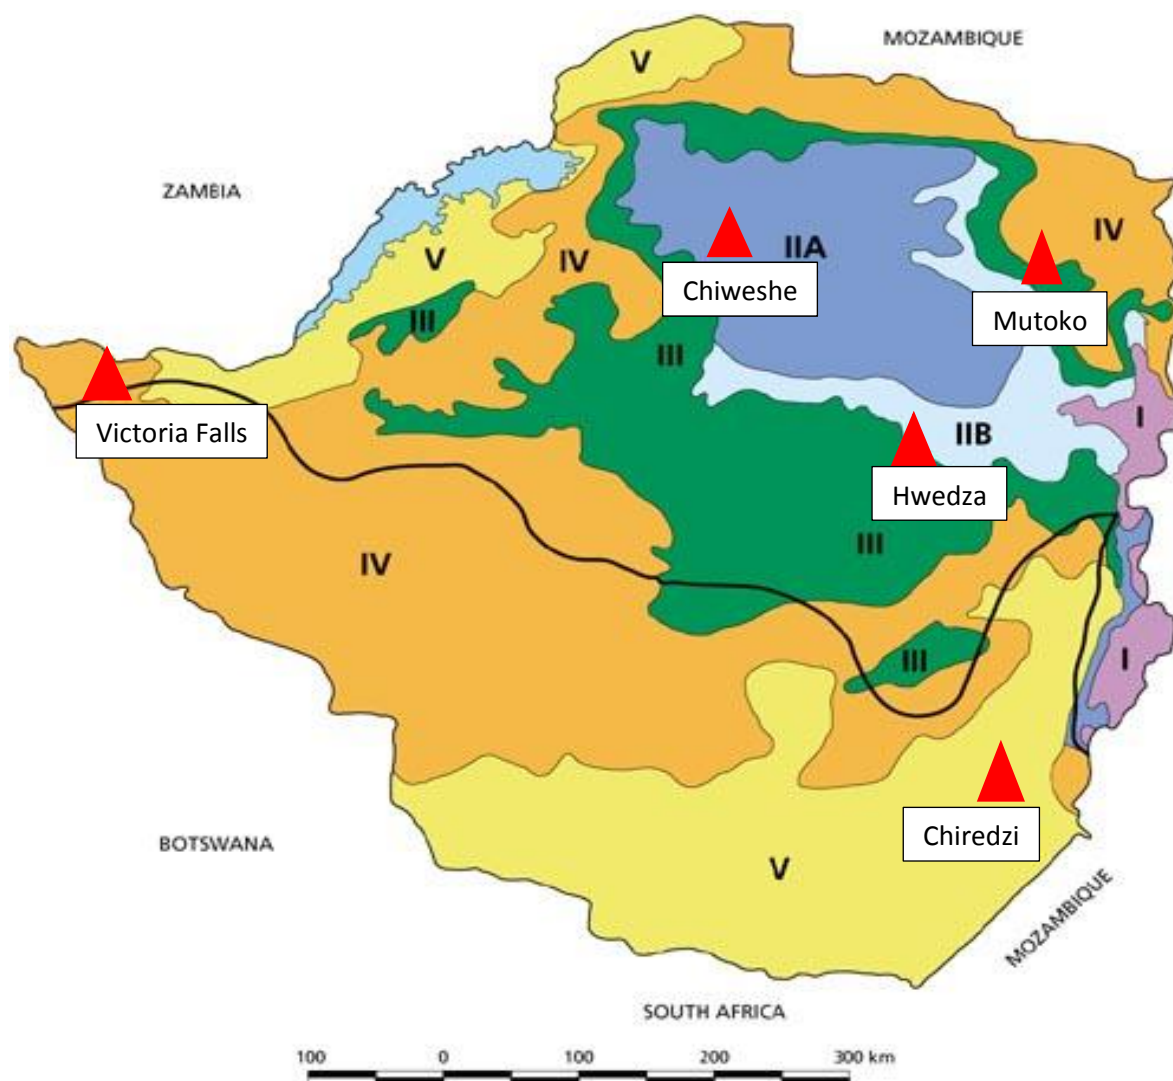 MOZAMBIQUE
V
ZAMBIA
IV
IIA
V
IV
Chiweshe
Mutoko
III
III
I
Victoria Falls
IIB
Hwedza
III
IV
III
I
Chiredzi
BOTSWANA
V
MOZAMBIQUE
SOUTH AFRICA
100 0 100 200 300 km